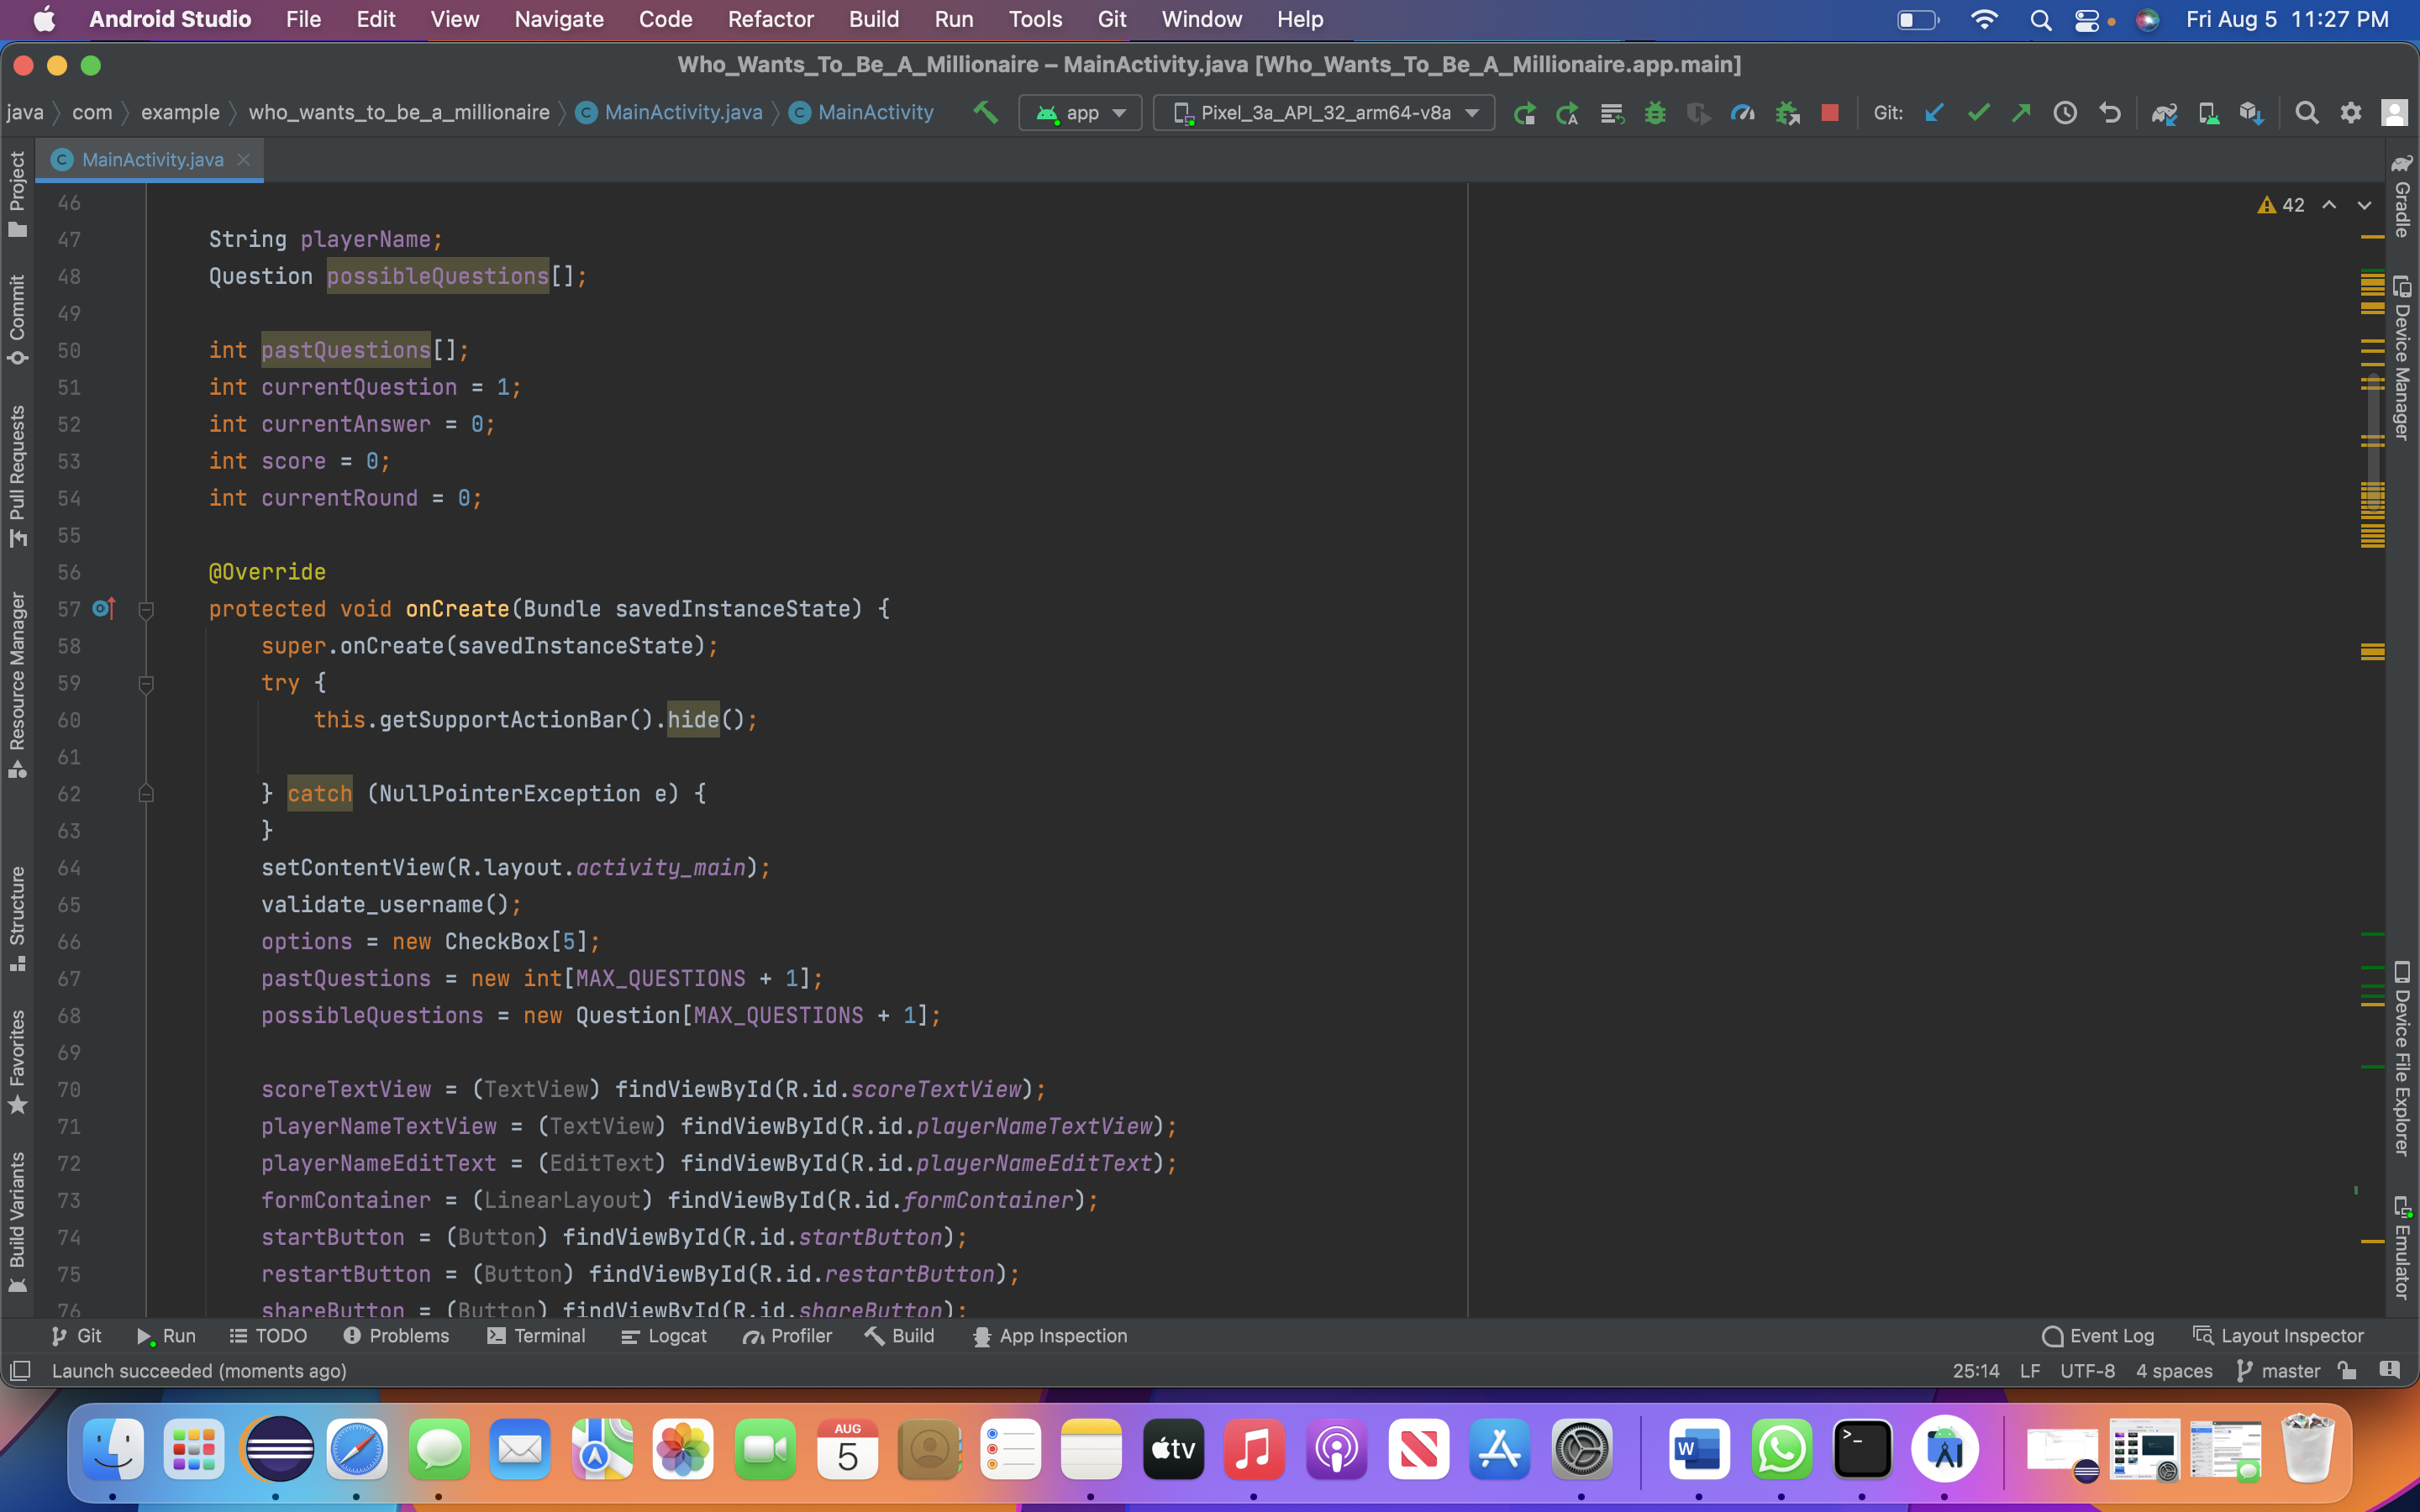 Android Studio File Edit View Navigate Code Refactor Build Run Tools Git Window Help Fri Aug 5 11:27 PM
Who_Wants_To_Be_A_Millionaire – MainActivity.java [Who_Wants_To_Be_A_Millionaire.app.main]
java com example who_wants_to_be_a_millionaire C MainActivity.java C MainActivity app Pixel_3a_API_32_arm64-v8a Git:
C MainActivity.java
46 42
47 String playerName;
48 Question possibleQuestions[];
49
50 int pastQuestions[];
51 int currentQuestion = 1;
52 int currentAnswer = 0;
53 int score = 0;
54 int currentRound = 0;
55
56 @Override
57 protected void onCreate(Bundle savedInstanceState) {
58 super.onCreate(savedInstanceState);
59 try {
60 this.getSupportActionBar().hide();
61
62 } catch (NullPointerException e) {
63 }
64 setContentView(R.layout.activity_main);
65 validate_username();
66 options = new CheckBox[5];
67 pastQuestions = new int[MAX_QUESTIONS + 1];
68 possibleQuestions = new Question[MAX_QUESTIONS + 1];
69
70 scoreTextView = (TextView) findViewById(R.id.scoreTextView);
71 playerNameTextView = (TextView) findViewById(R.id.playerNameTextView);
72 playerNameEditText = (EditText) findViewById(R.id.playerNameEditText);
73 formContainer = (LinearLayout) findViewById(R.id.formContainer);
74 startButton = (Button) findViewById(R.id.startButton);
75 restartButton = (Button) findViewById(R.id.restartButton);
76 shareButton = (Button) findViewById(R.id.shareButton);
Project
Commit
Pull Requests
Resource Manager
Structure
Favorites
Build Variants
Gradle
Device Manager
Device File Explorer
Emulator
Git Run TODO Problems Terminal Logcat Profiler Build App Inspection Event Log Layout Inspector
Launch succeeded (moments ago) 25:14 LF UTF-8 4 spaces master
AUG
5
tv
W